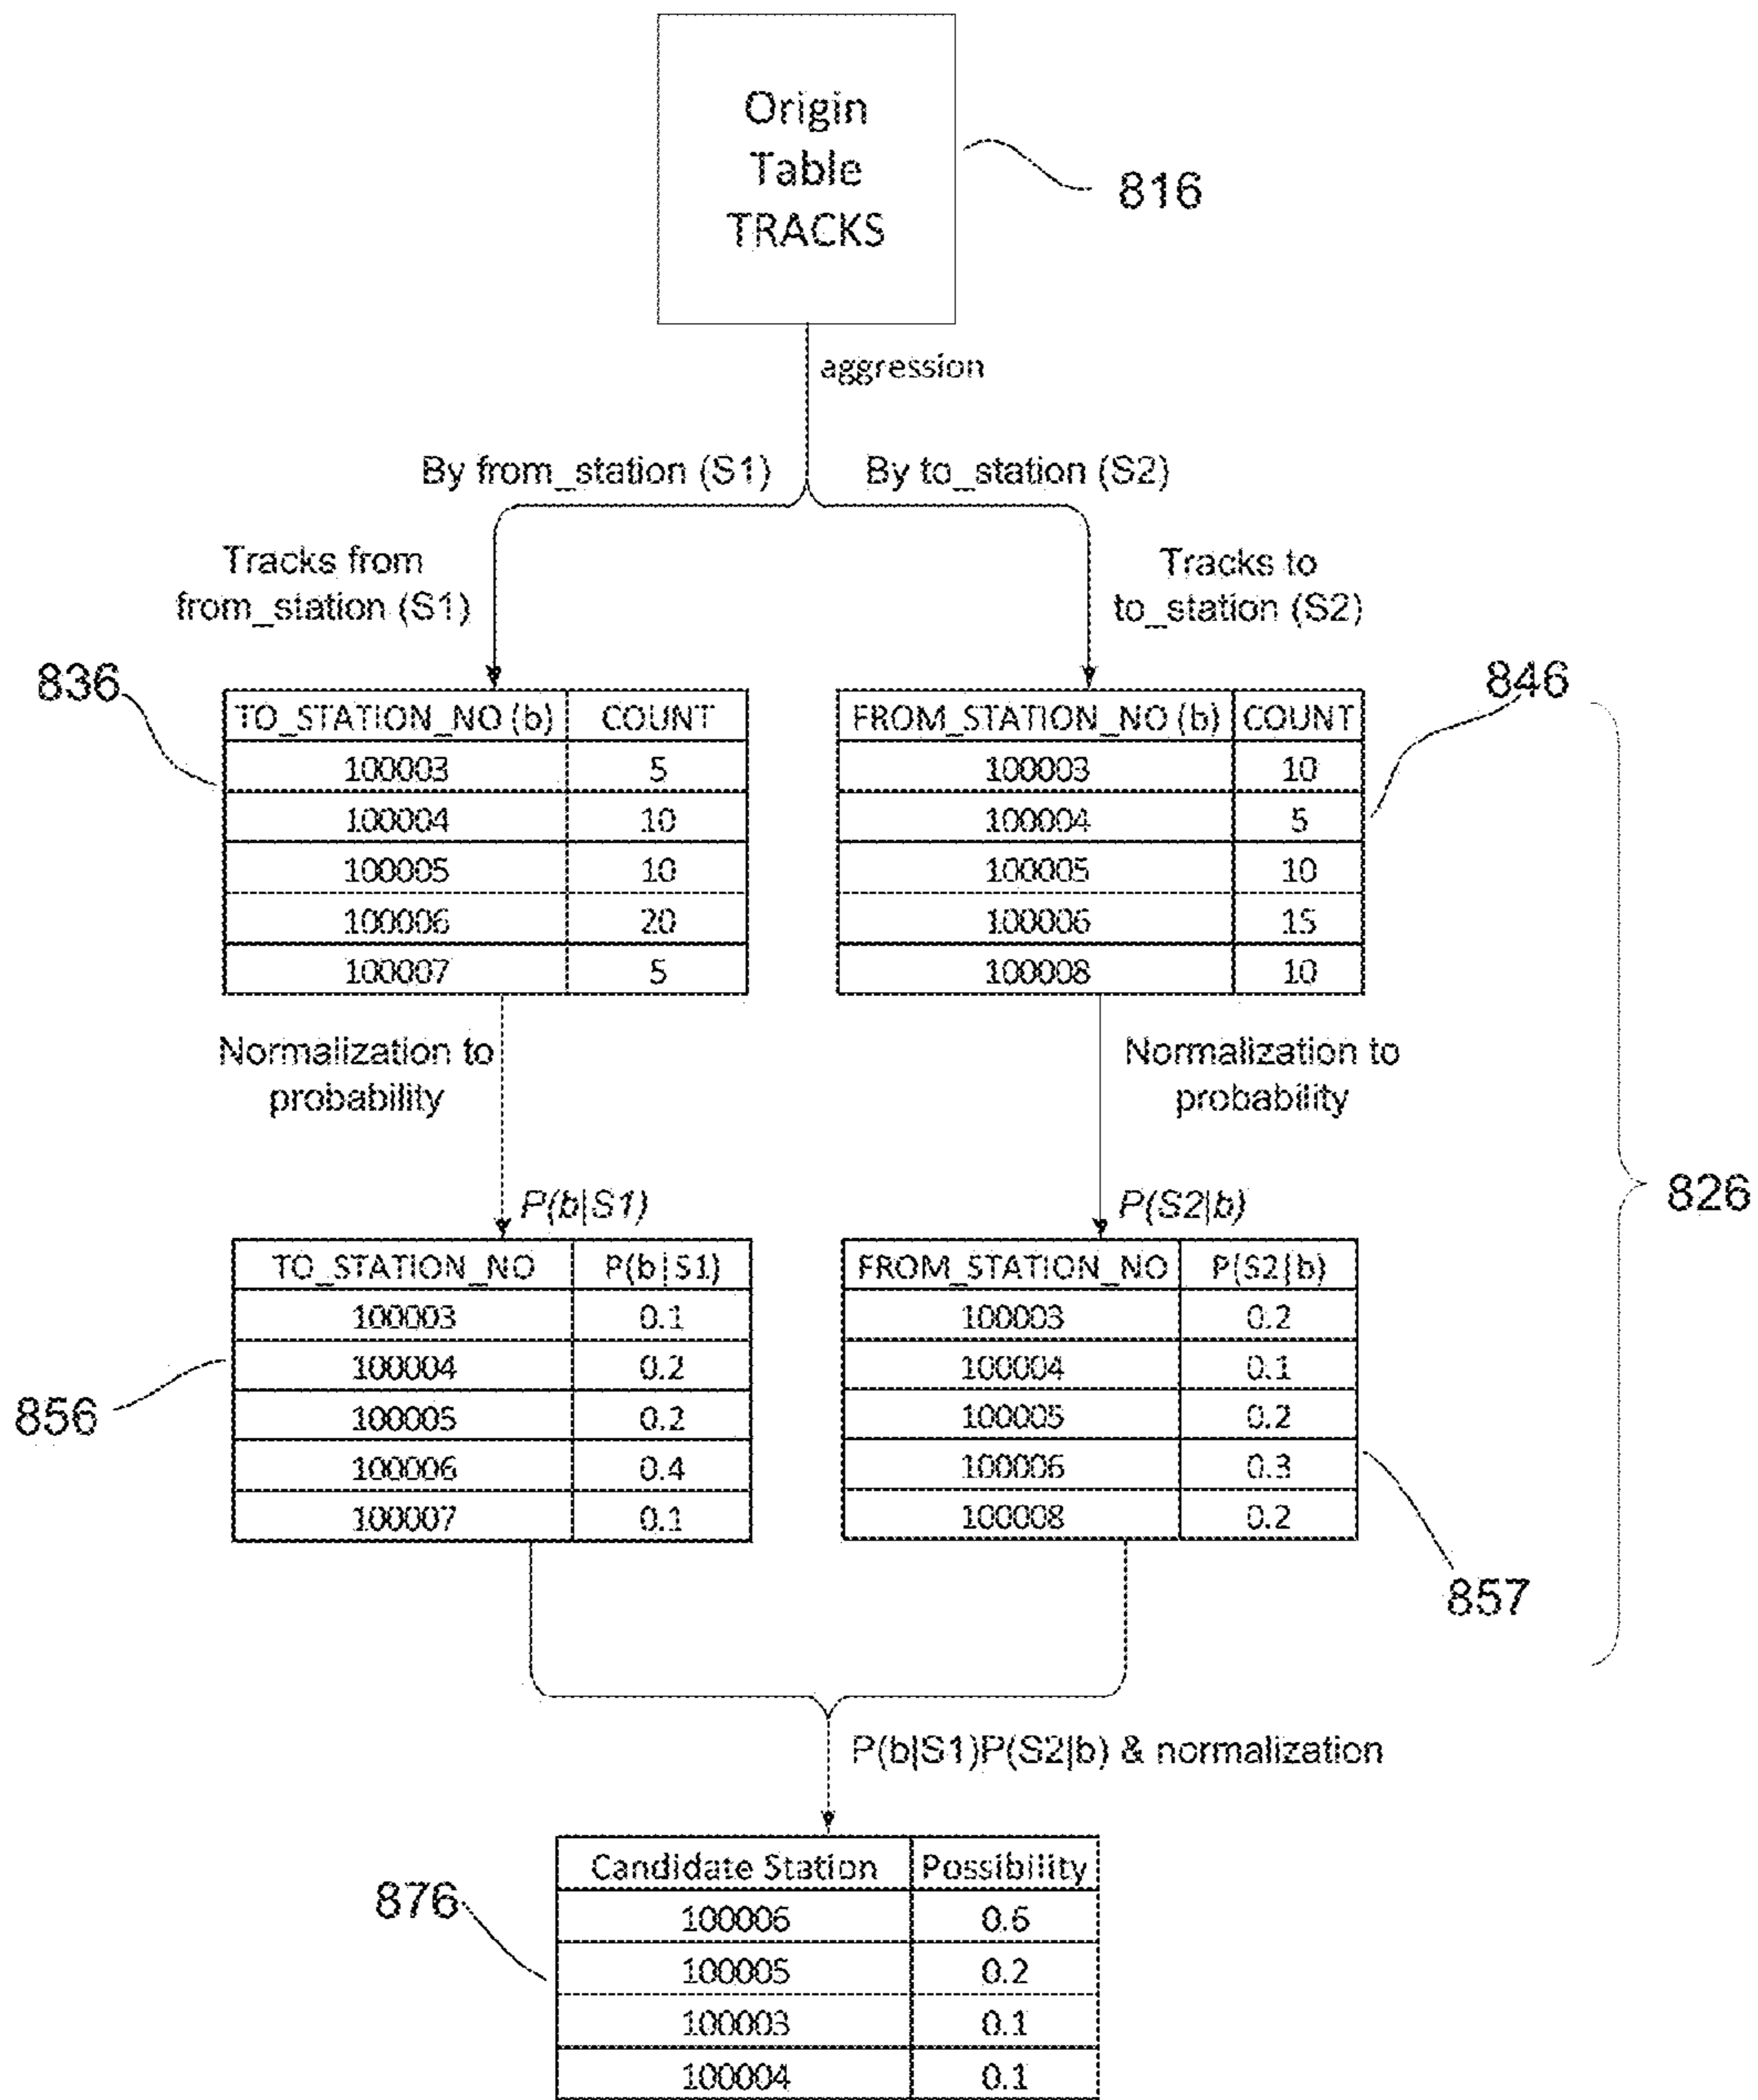 Origin
Table
TRACKS
816
aggression
By from_station (S1)
By to_station (S2)
Tracks from
from_station (S1)
Tracks to
to_station (S2)
836
846
TO_STATION_NO (b) COUNT
100003 5
100004 10
100005 10
100006 20
100007 5
FROM_STATION_NO (b) COUNT
100003 10
100004 5
100005 10
100006 15
100008 10
Normalization to
probability
Normalization to
probability
826
P(b|S1)
P(S2|b)
TO_STATION_NO P(b|S1)
100003 0.1
100004 0.2
100005 0.2
100006 0.4
100007 0.1
FROM_STATION_NO P(S2|b)
100003 0.2
100004 0.1
100005 0.2
100006 0.3
100008 0.2
856
857
P(b|S1)P(S2|b) & normalization
876
Candidate Station Possibility
100006 0.6
100005 0.2
100003 0.1
100004 0.1